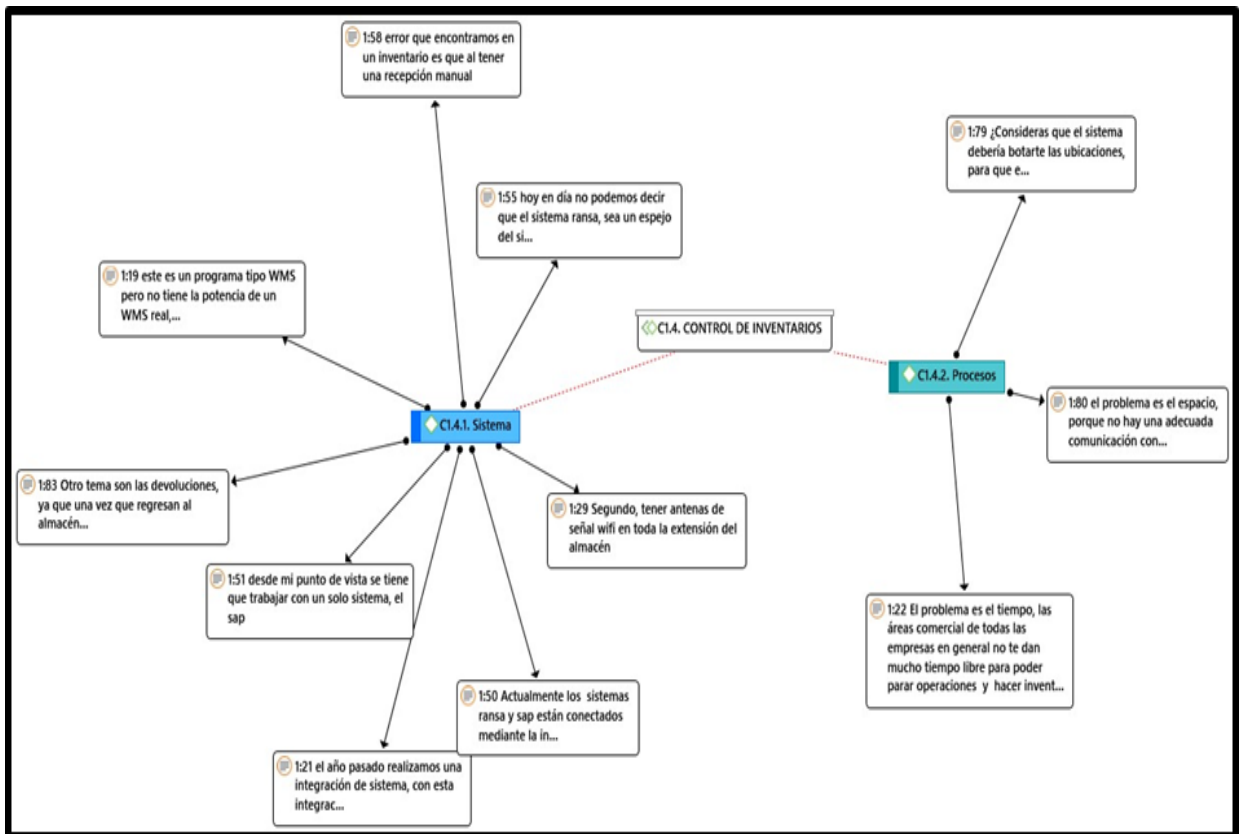 1:58 error que encontramos en
un inventario es que al tener
una recepción manual
1:79 ¿Consideras que el sistema
debería botarte las ubicaciones,
para que e...
1:55 hoy en día no podemos decir
que el sistema ransa, sea un espejo
del si...
1:19 este es un programa tipo WMS
pero no tiene la potencia de un
WMS real,...
C1.4. CONTROL DE INVENTARIOS
C1.4.2. Procesos
1:80 el problema es el espacio,
porque no hay una adecuada
comunicación con...
C1.4.1. Sistema
1:83 Otro tema son las devoluciones,
ya que una vez que regresan al
almacén...
1:29 Segundo, tener antenas de
señal wifi en toda la extensión del
almacén
1:51 desde mi punto de vista se tiene
que trabajar con un solo sistema, el
sap
1:22 El problema es el tiempo, las
áreas comercial de todas las
empresas en general no te dan
mucho tiempo libre para poder
parar operaciones y hacer invent...
1:50 Actualmente los sistemas
ransa y sap están conectados
mediante la in...
1:21 el año pasado realizamos una
integración de sistema, con esta
integrac...